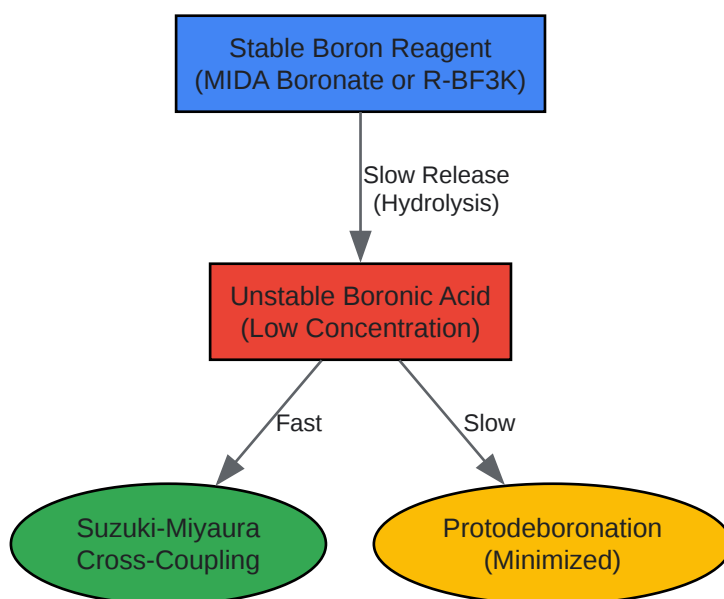 Stable Boron Reagent
(MIDA Boronate or R-BF3K)
Slow Release
(Hydrolysis)
Unstable Boronic Acid
(Low Concentration)
Fast
Slow
Suzuki-Miyaura
Cross-Coupling
Protodeboronation
(Minimized)